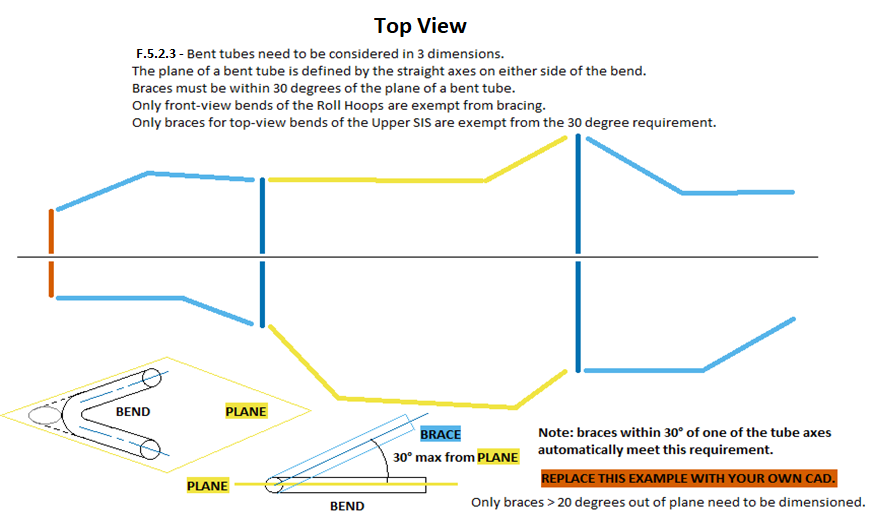 Top View
F.5.2.3 - Bent tubes need to be considered in 3 dimensions.
The plane of a bent tube is defined by the straight axes on either side of the bend.
Braces must be within 30 degrees of the plane of a bent tube.
Only front-view bends of the Roll Hoops are exempt from bracing.
Only braces for top-view bends of the Upper SIS are exempt from the 30 degree requirement.
BEND
PLANE
BRACE
30° max from PLANE
PLANE
BEND
Note: braces within 30° of one of the tube axes
automatically meet this requirement.
REPLACE THIS EXAMPLE WITH YOUR OWN CAD.
Only braces > 20 degrees out of plane need to be dimensioned.